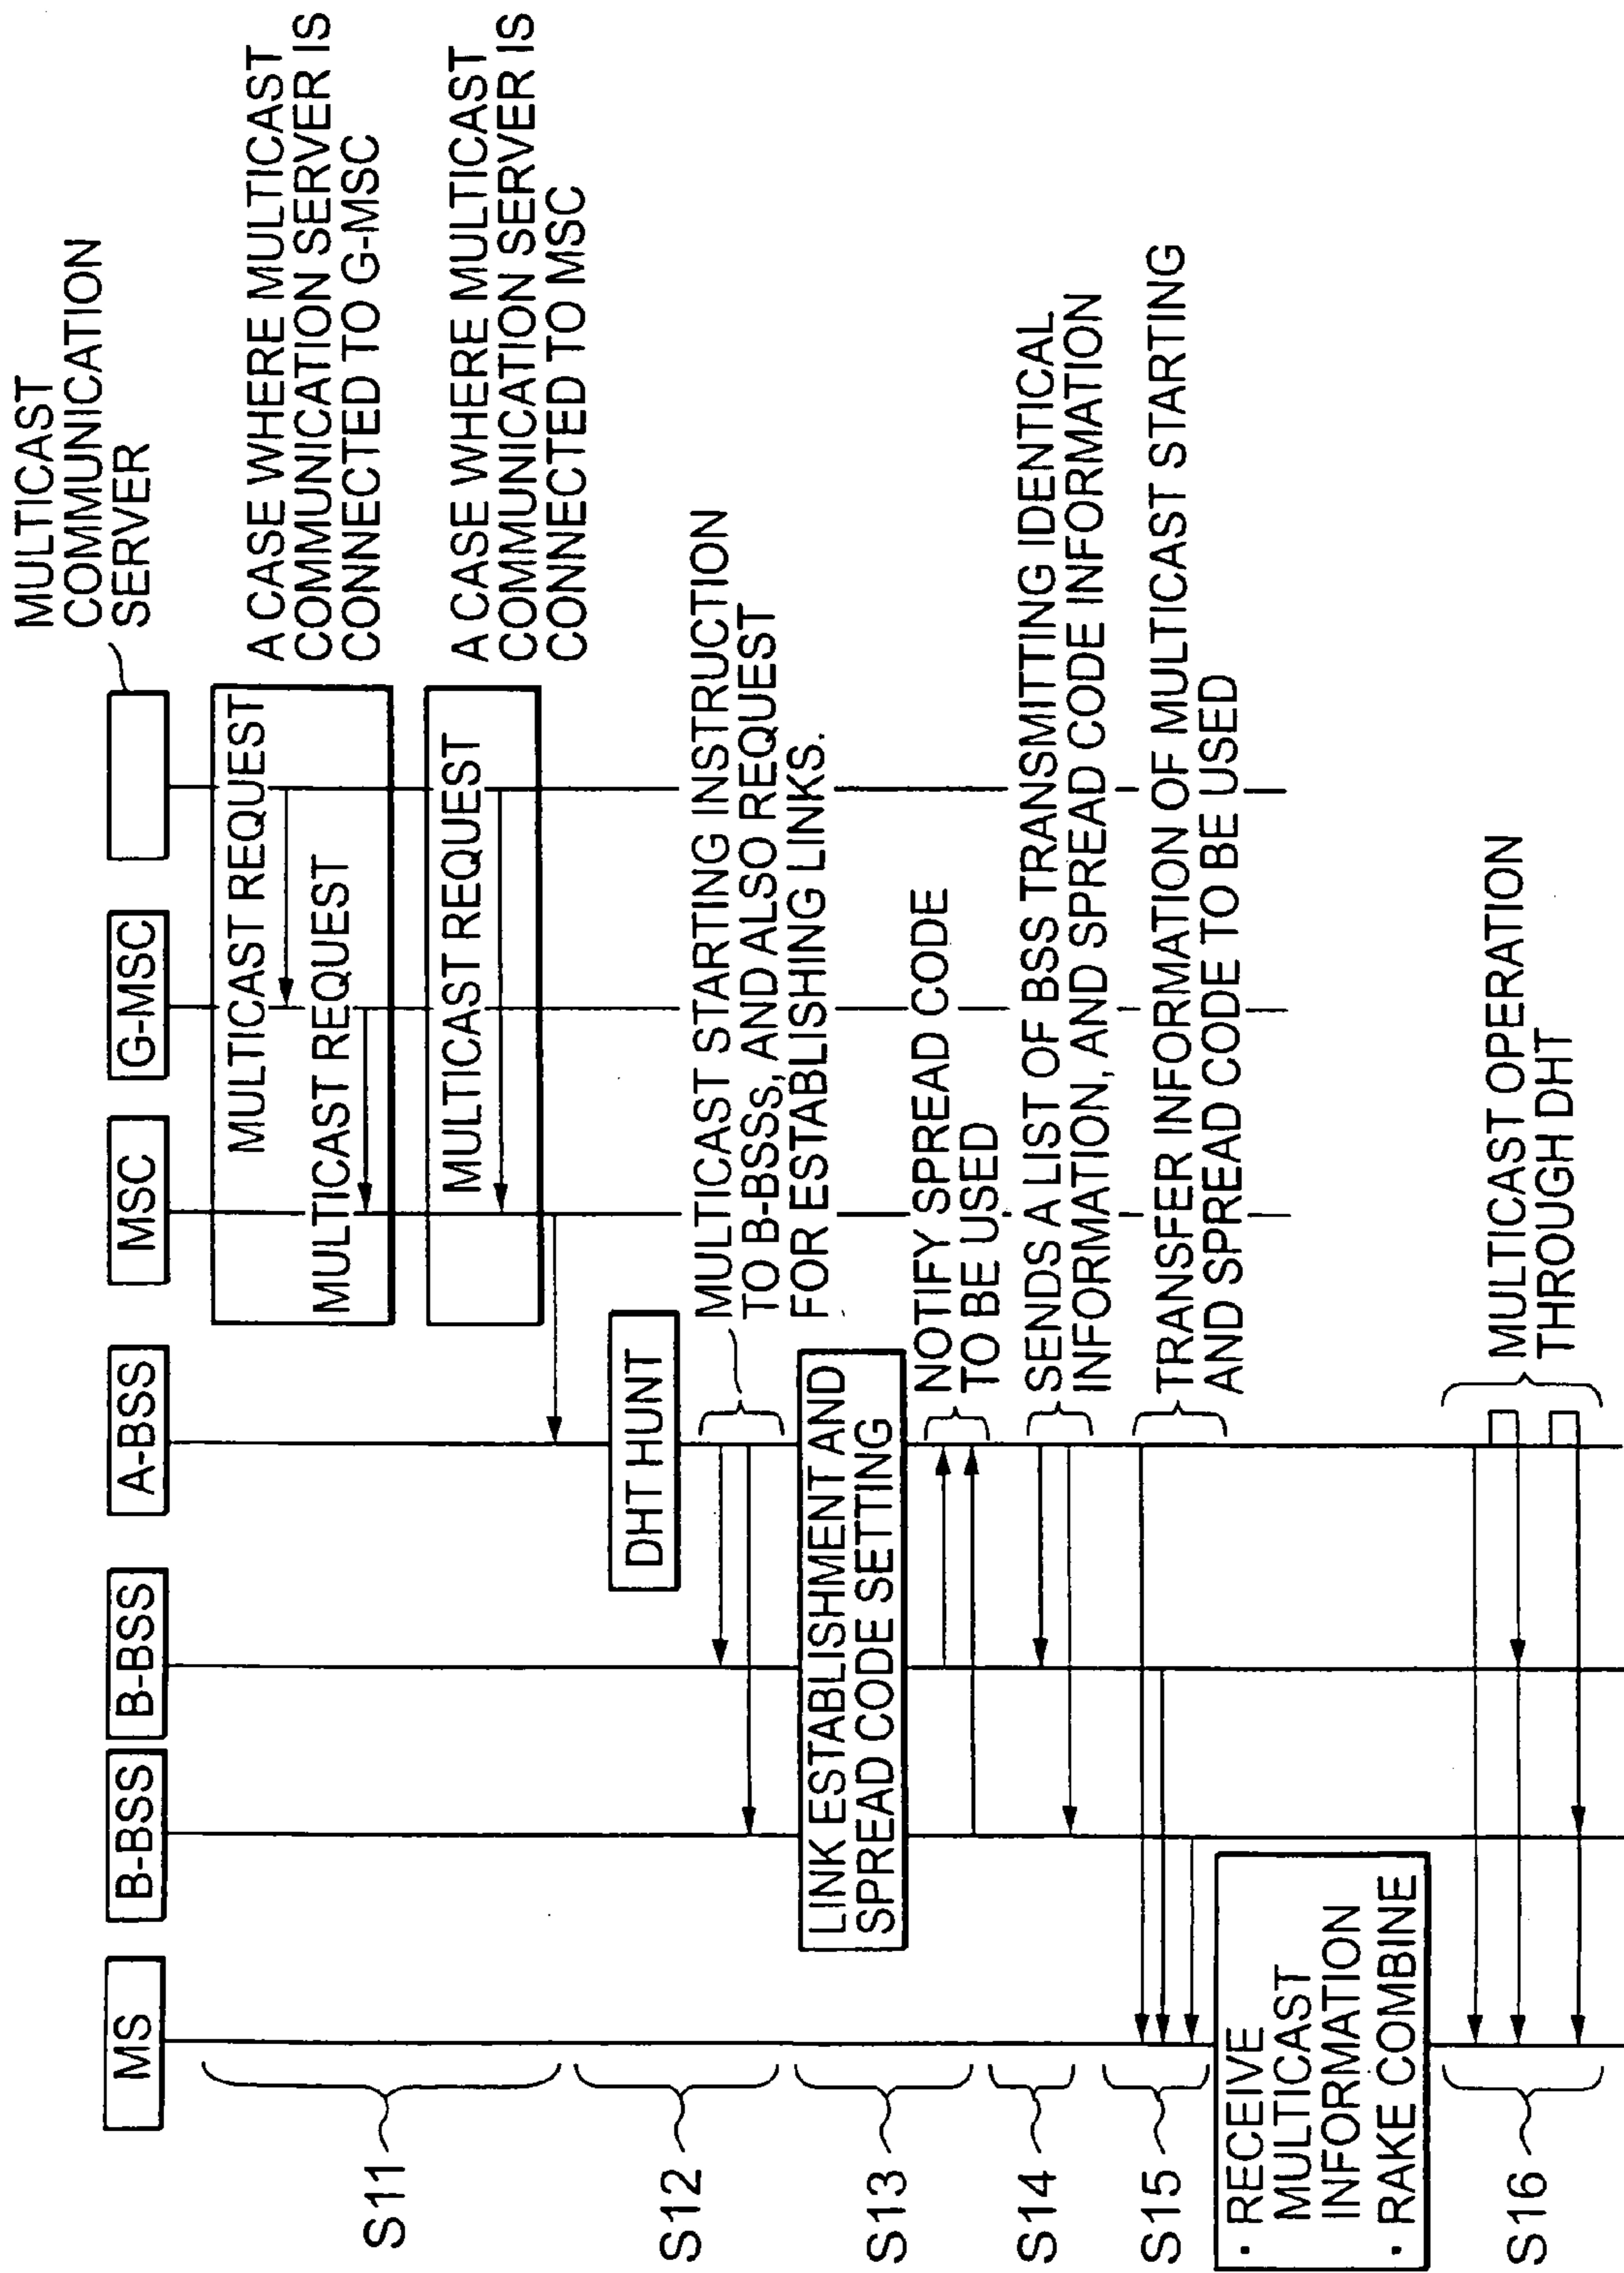 MULTICAST
COMMUNICATION
SERVER
MS
B-BSS
B-BSS
A-BSS
MSC
G-MSC
S11
MULTICAST REQUEST
MULTICAST REQUEST
A CASE WHERE MULTICAST
COMMUNICATION SERVER IS
CONNECTED TO G-MSC
MULTICAST REQUEST
A CASE WHERE MULTICAST
COMMUNICATION SERVER IS
CONNECTED TO MSC
S12
DHT HUNT
MULTICAST STARTING INSTRUCTION
TO B-BSSs, AND ALSO REQUEST
FOR ESTABLISHING LINKS.
S13
LINK ESTABLISHMENT AND
SPREAD CODE SETTING
NOTIFY SPREAD CODE
TO BE USED
S14
SENDS A LIST OF BSS TRANSMITTING IDENTICAL
INFORMATION, AND SPREAD CODE INFORMATION
S15
TRANSFER INFORMATION OF MULTICAST STARTING
AND SPREAD CODE TO BE USED
· RECEIVE
MULTICAST
INFORMATION
· RAKE COMBINE
S16
MULTICAST OPERATION
THROUGH DHT